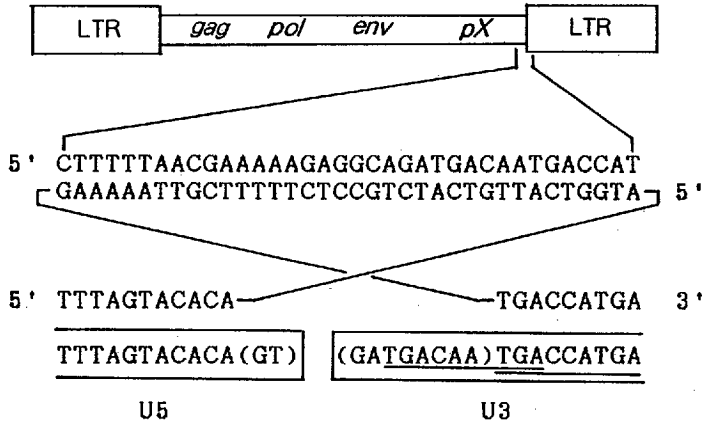 LTR gag pol env pX LTR
5' CTTTTTAACGAAAAAGAGGCAGATGACAATGACCAT
GAAAAATTGCTTTTTCTCCGTCTACTGTTACTGGTA 5'
5' TTTAGTACACA TGACCATGA 3'
TTTAGTACACA(GT) (GATGACAA)TGACCATGA
U5 U3